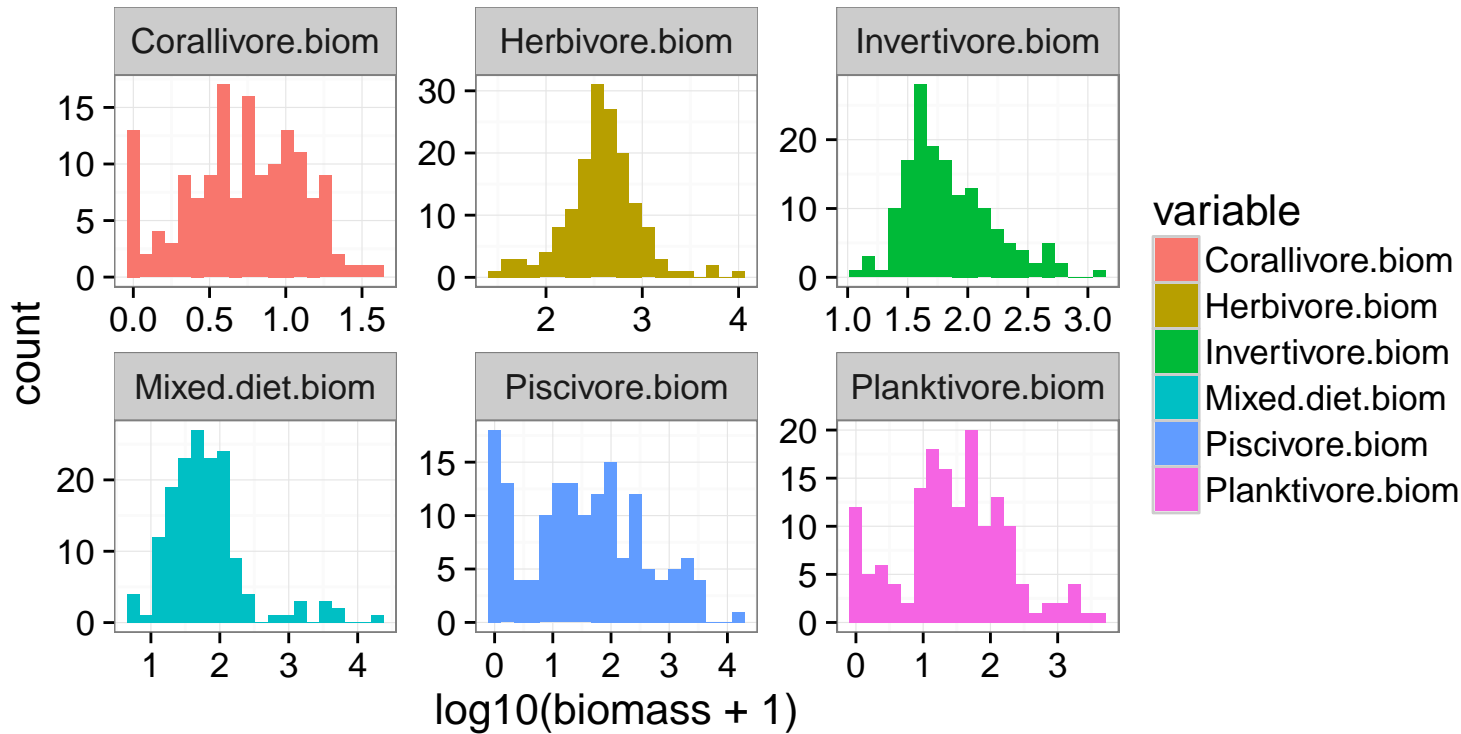 Corallivore.biom
Herbivore.biom
Invertivore.biom
15
10
5
0
0.0 0.5 1.0 1.5
30
20
10
0
2 3 4
20
10
0
1.0 1.5 2.0 2.5 3.0
count
Mixed.diet.biom
Piscivore.biom
Planktivore.biom
20
10
0
1 2 3 4
15
10
5
0
0 1 2 3 4
20
15
10
5
0
0 1 2 3
log10(biomass + 1)
variable
Corallivore.biom
Herbivore.biom
Invertivore.biom
Mixed.diet.biom
Piscivore.biom
Planktivore.biom